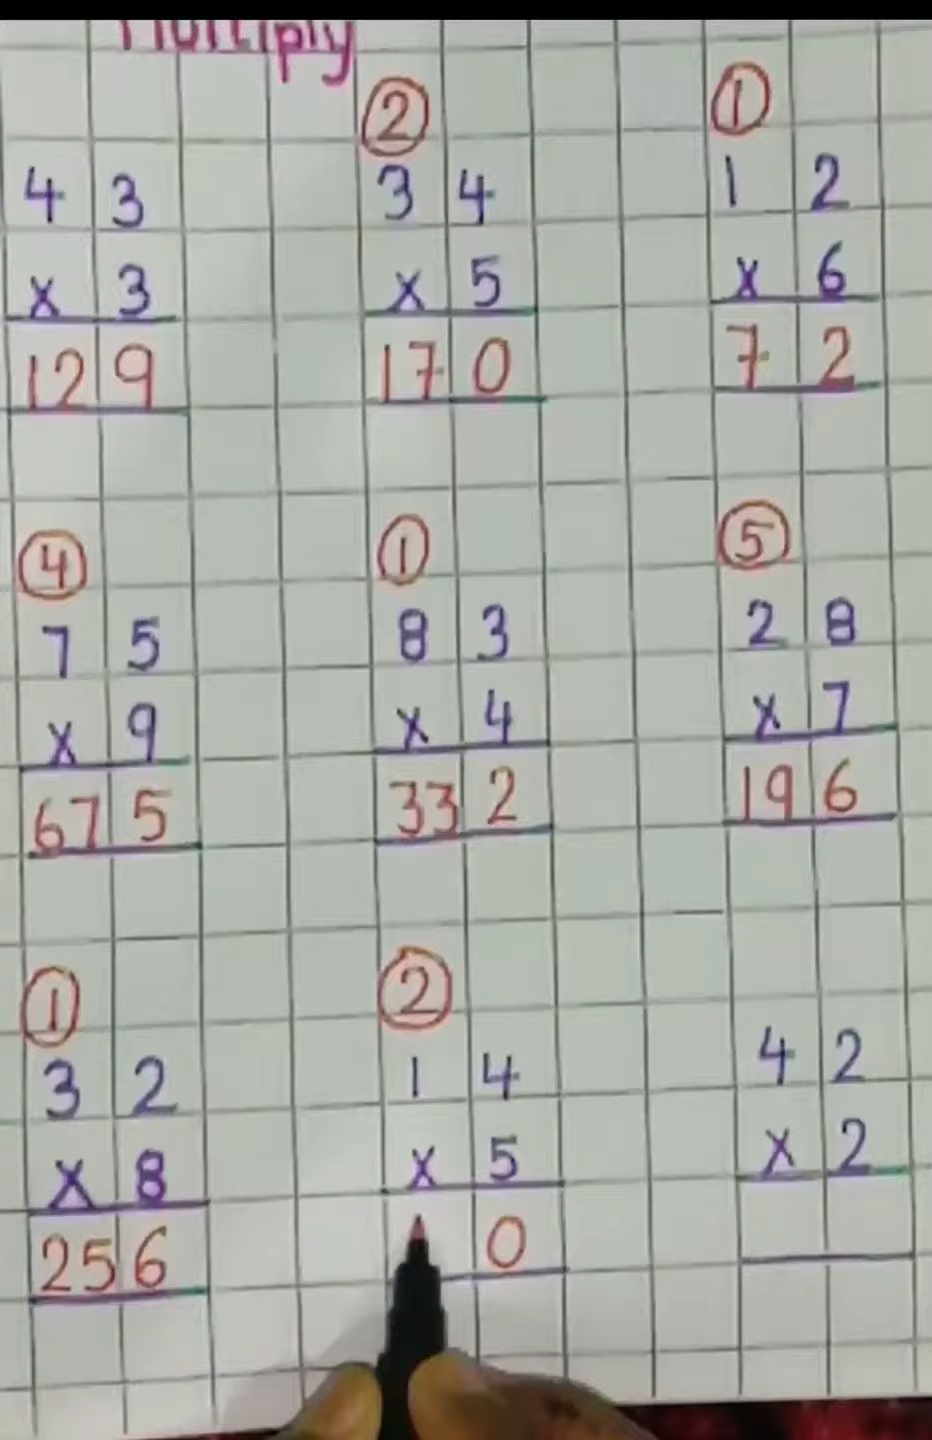 Multiply
② ①
4 3 3 4 1 2
x 3 x 5 x 6
129 170 72
④ ① ⑤
7 5 8 3 2 8
x 9 x 4 x 7
675 332 196
① ②
3 2 1 4 4 2
x 8 x 5 x 2
256 0